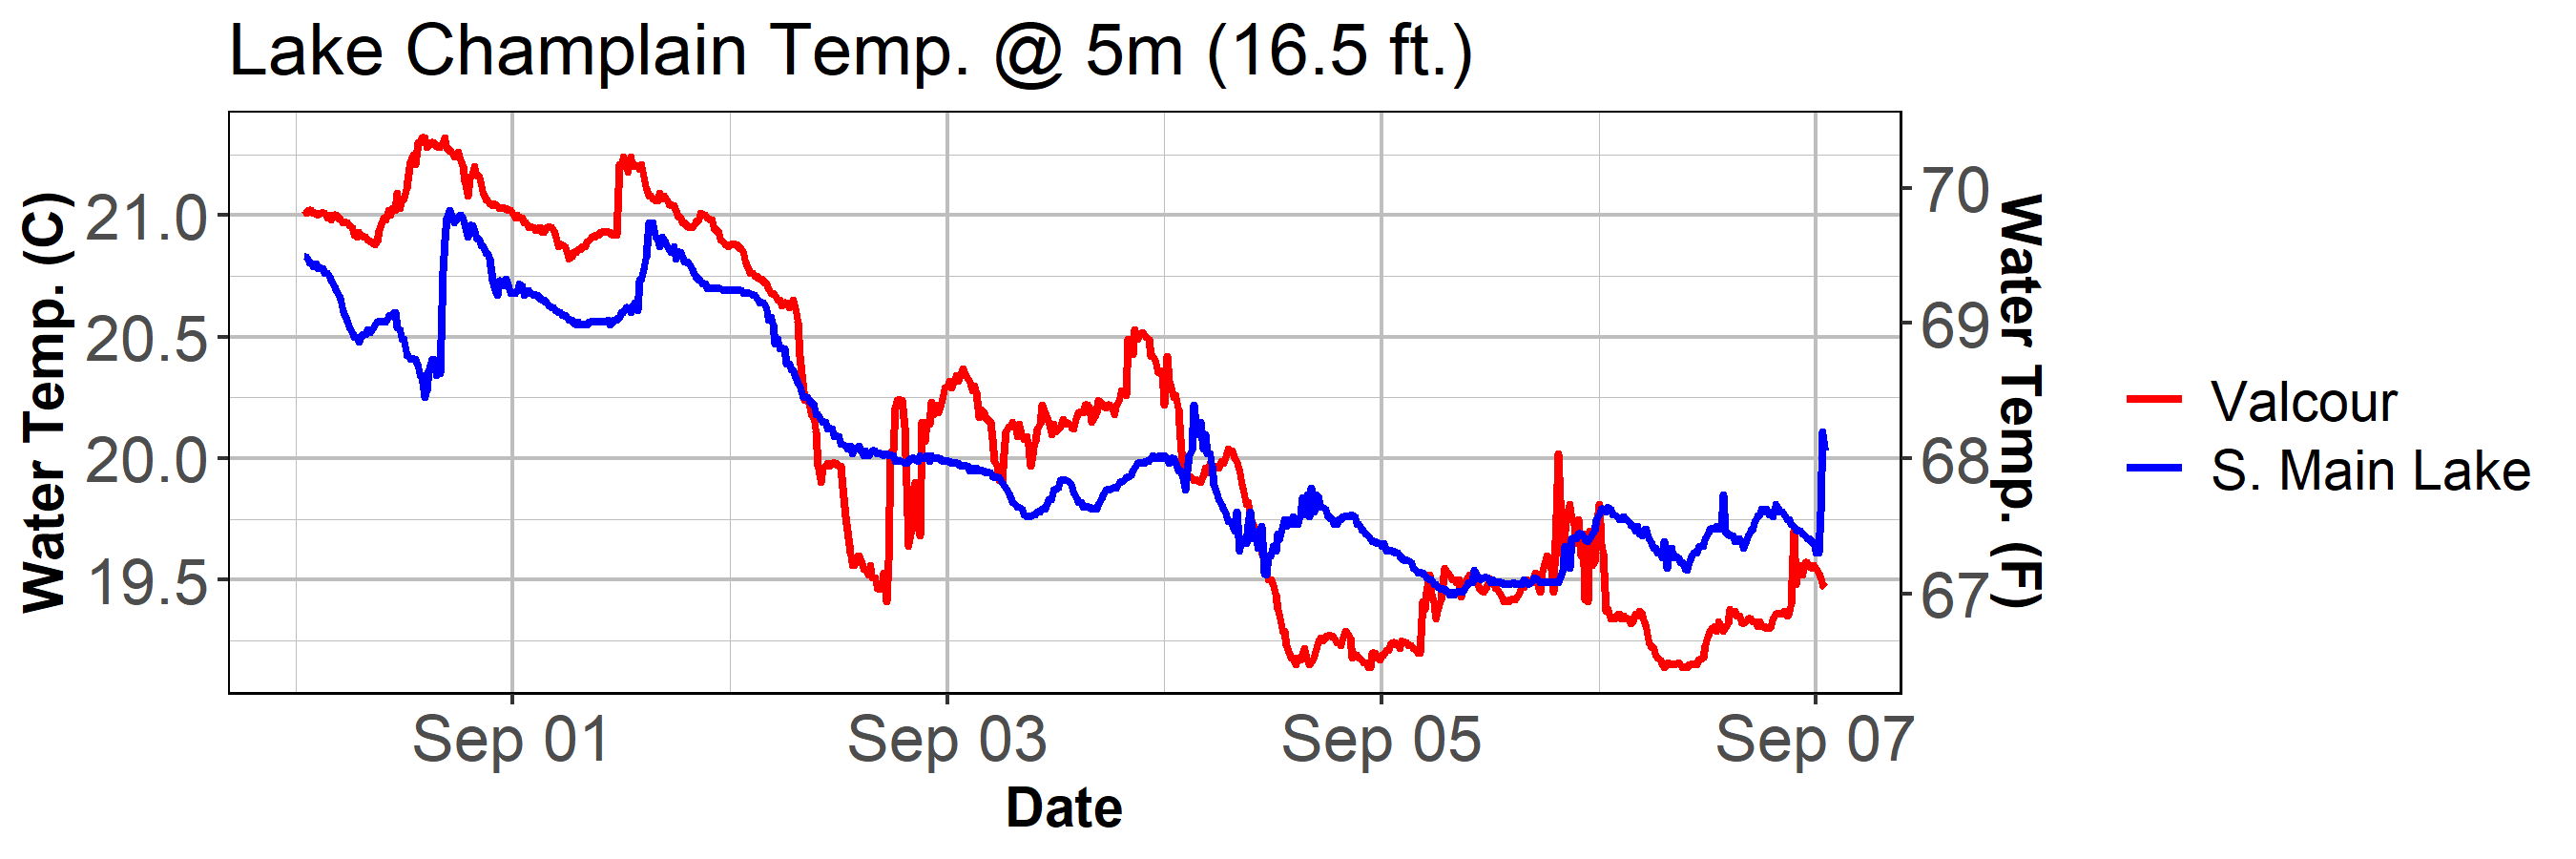 Lake Champlain Temp. @ 5m (16.5 ft.)
Water Temp. (C)
21.0
20.5
20.0
19.5
70
69
68
67
Water Temp. (F)
Sep 01
Sep 03
Sep 05
Sep 07
Date
Valcour
S. Main Lake